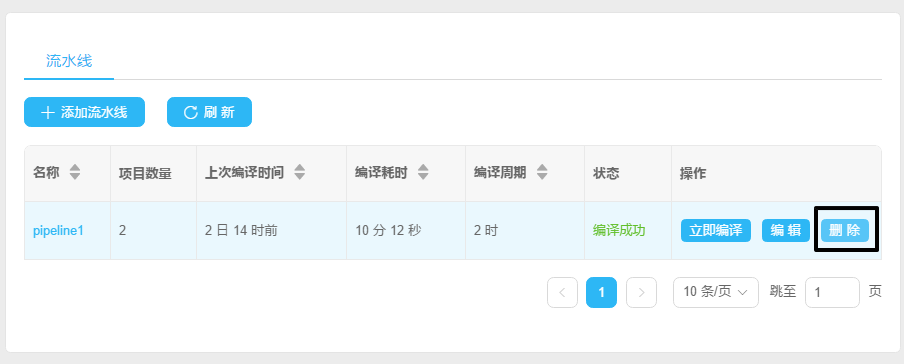 流水线
添加流水线 刷 新
名称 项目数量 上次编译时间 编译耗时 编译周期 状态 操作
pipeline1 2 2 日 14 时前 10 分 12 秒 2 时 编译成功 立即编译 编 辑 删 除
1 10 条/页 跳至 1 页